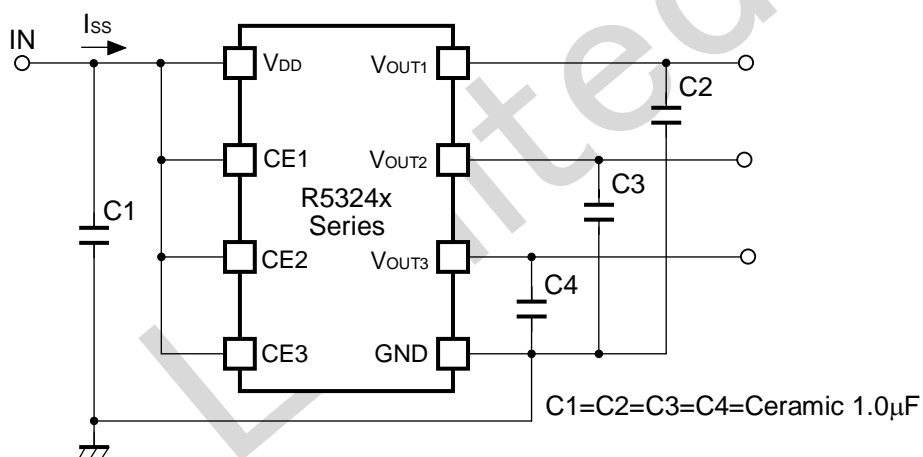 IN
ISS
VDD
VOUT1
C2
CE1
VOUT2
C3
C1
R5324x
Series
CE2
VOUT3
C4
CE3
GND
C1=C2=C3=C4=Ceramic 1.0μF